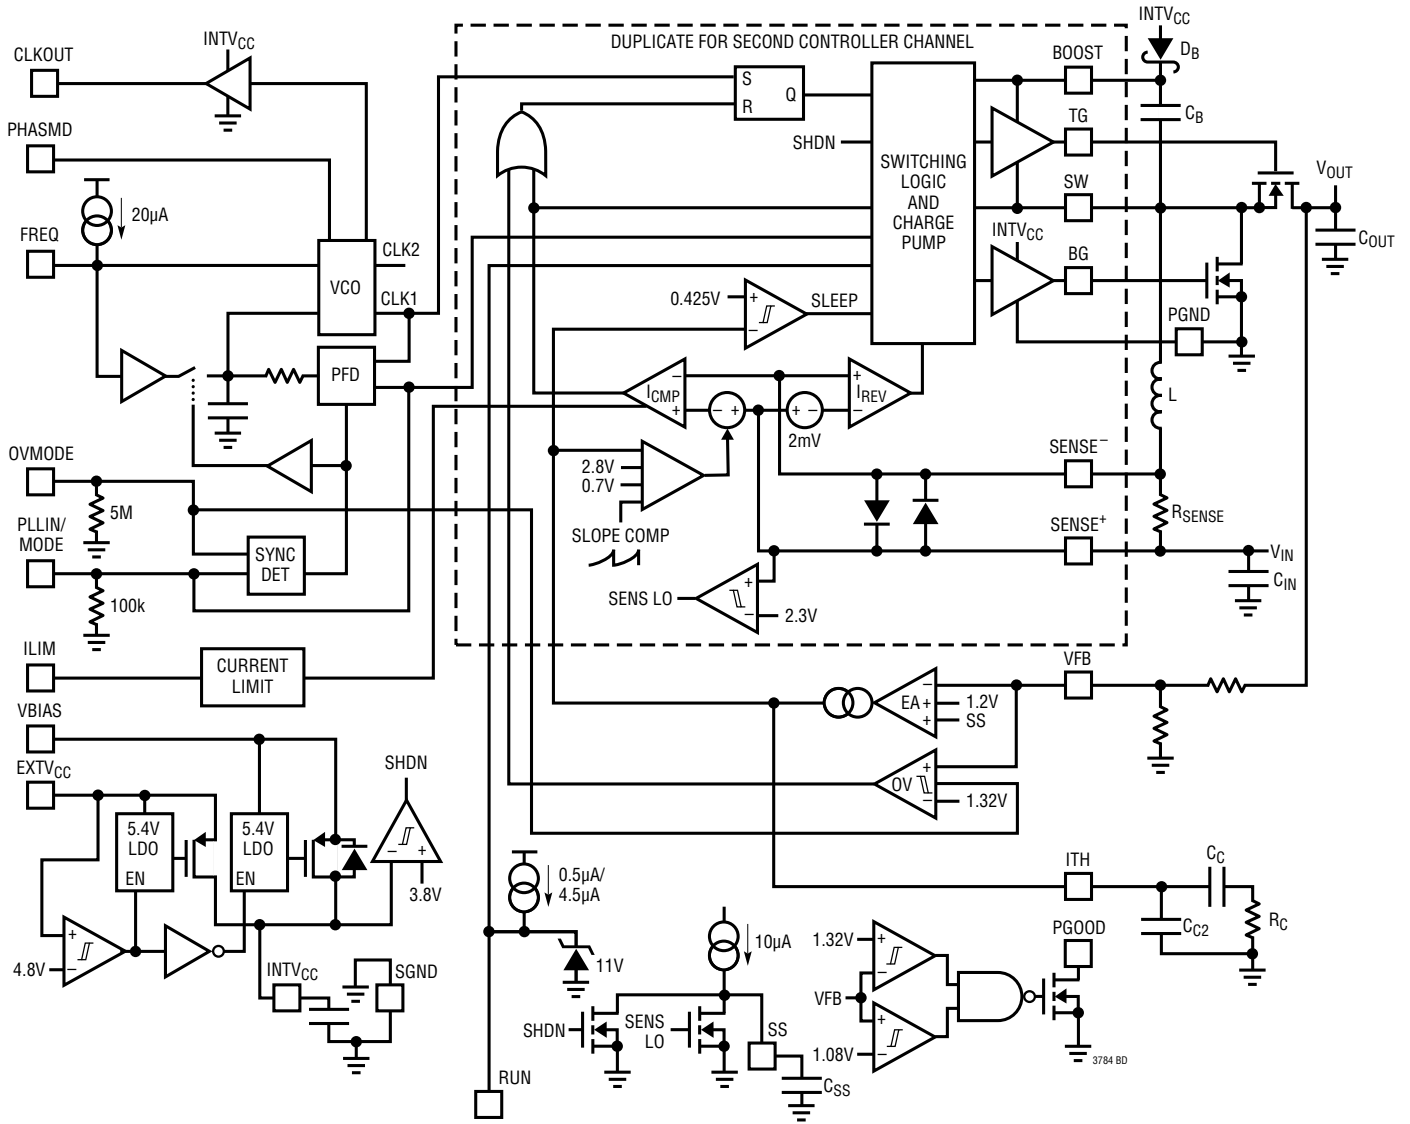 CLKOUT
INTVCC
DUPLICATE FOR SECOND CONTROLLER CHANNEL
INTVCC
DB
BOOST
CB
PHASMD
S
R
Q
TG
SHDN
SWITCHING
LOGIC
AND
CHARGE
PUMP
SW
VOUT
COUT
20µA
FREQ
VCO
CLK2
CLK1
INTVCC
BG
PGND
0.425V
+
–
SLEEP
PFD
ICMP
–
+
– +
+ –
2mV
IREV
+
–
L
OVMODE
5M
2.8V
0.7V
SLOPE COMP
SENSE–
RSENSE
SENSE+
VIN
CIN
PLLIN/
MODE
SYNC
DET
100k
SENS LO
+
–
2.3V
ILIM
CURRENT
LIMIT
VFB
EA
–
+
+
1.2V
SS
VBIAS
EXTVCC
SHDN
OV
+
–
1.32V
5.4V
LDO
EN
5.4V
LDO
EN
–
+
3.8V
0.5µA/
4.5µA
ITH
CC
CC2
RC
+
–
4.8V
INTVCC
SGND
11V
10µA
SHDN
SENS
LO
SS
CSS
1.32V
+
–
VFB
+
–
1.08V
PGOOD
3784 BD
RUN